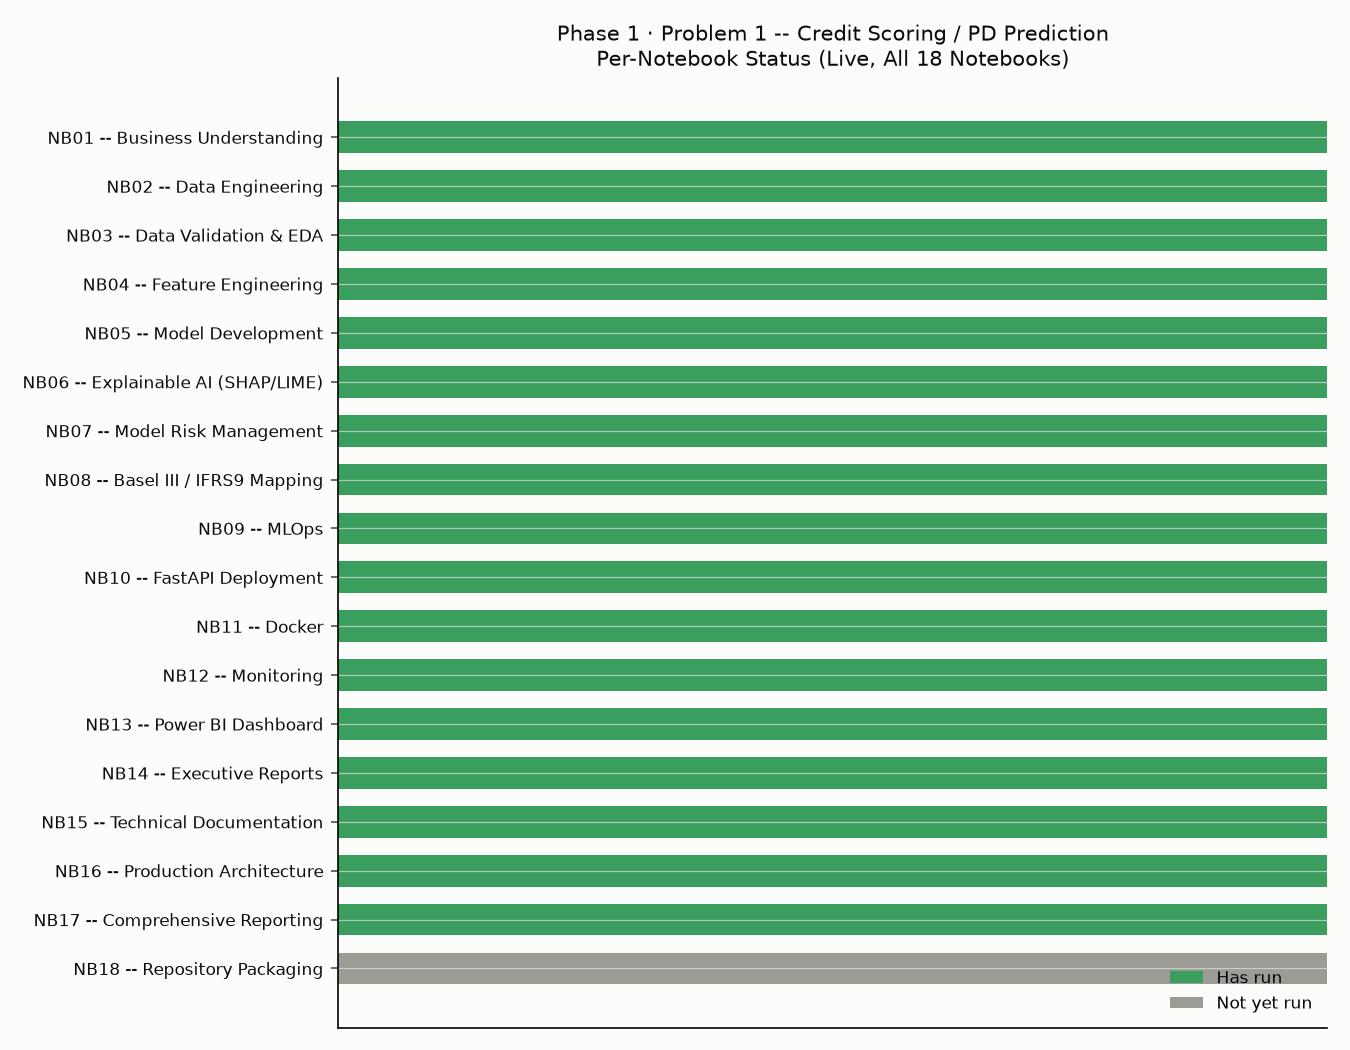 Phase 1 · Problem 1 -- Credit Scoring / PD Prediction
Per-Notebook Status (Live, All 18 Notebooks)
NB01 -- Business Understanding
NB02 -- Data Engineering
NB03 -- Data Validation & EDA
NB04 -- Feature Engineering
NB05 -- Model Development
NB06 -- Explainable AI (SHAP/LIME)
NB07 -- Model Risk Management
NB08 -- Basel III / IFRS9 Mapping
NB09 -- MLOps
NB10 -- FastAPI Deployment
NB11 -- Docker
NB12 -- Monitoring
NB13 -- Power BI Dashboard
NB14 -- Executive Reports
NB15 -- Technical Documentation
NB16 -- Production Architecture
NB17 -- Comprehensive Reporting
NB18 -- Repository Packaging
Has run
Not yet run